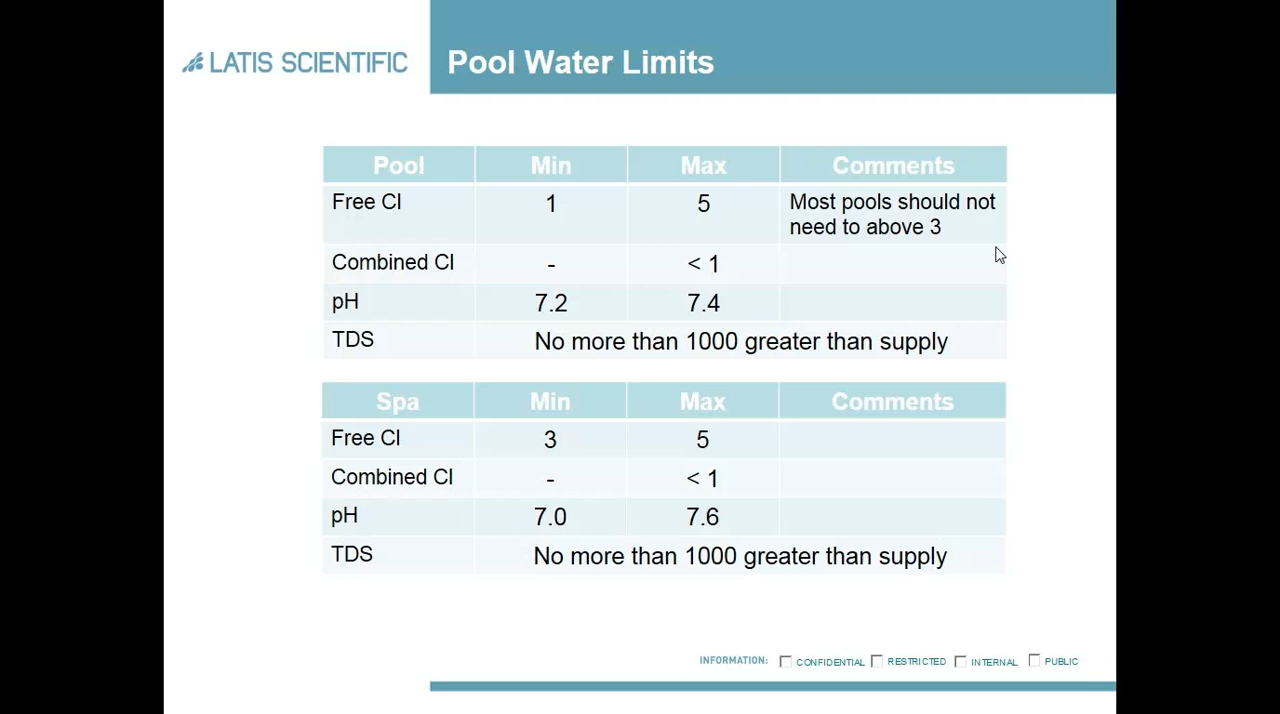 LATIS SCIENTIFIC
Pool Water Limits
Pool Min Max Comments
Free Cl 1 5 Most pools should not
need to above 3
Combined Cl - < 1
pH 7.2 7.4
TDS No more than 1000 greater than supply
Spa Min Max Comments
Free Cl 3 5
Combined Cl - < 1
pH 7.0 7.6
TDS No more than 1000 greater than supply
INFORMATION: CONFIDENTIAL RESTRICTED INTERNAL PUBLIC